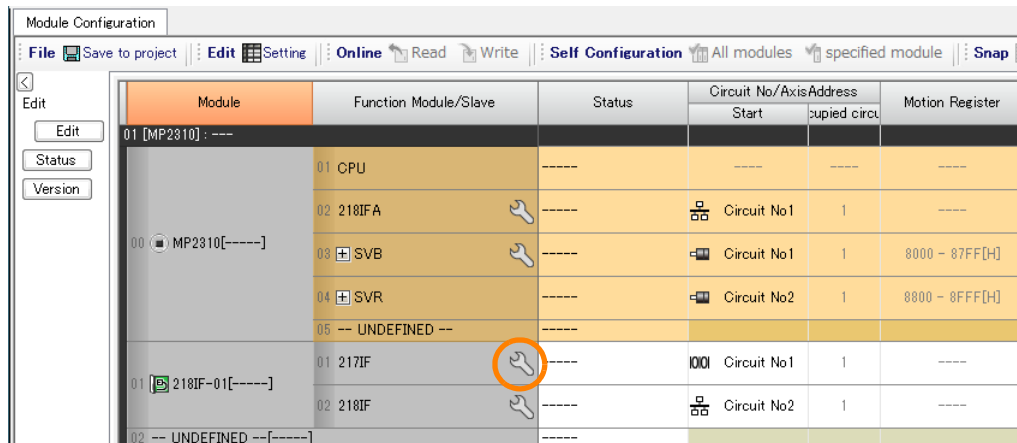 Module Configuration
File Save to project Edit Setting Online Read Write Self Configuration All modules specified module Snap
Edit
Edit
Status
Version
Module Function Module/Slave Status Circuit No/AxisAddress Motion Register
Start cupied circu
01 [MP2310] : ---
00 MP2310[-----]
01 CPU ----- ---- ---- ----
02 218IFA ----- Circuit No1 1 ----
03 SVB ----- Circuit No1 1 8000 - 87FF[H]
04 SVR ----- Circuit No2 1 8800 - 8FFF[H]
05 -- UNDEFINED -- -----
01 218IF-01[-----]
01 217IF ----- Circuit No1 1 ----
02 218IF ----- Circuit No2 1 ----
02 -- UNDEFINED --[-----] -----